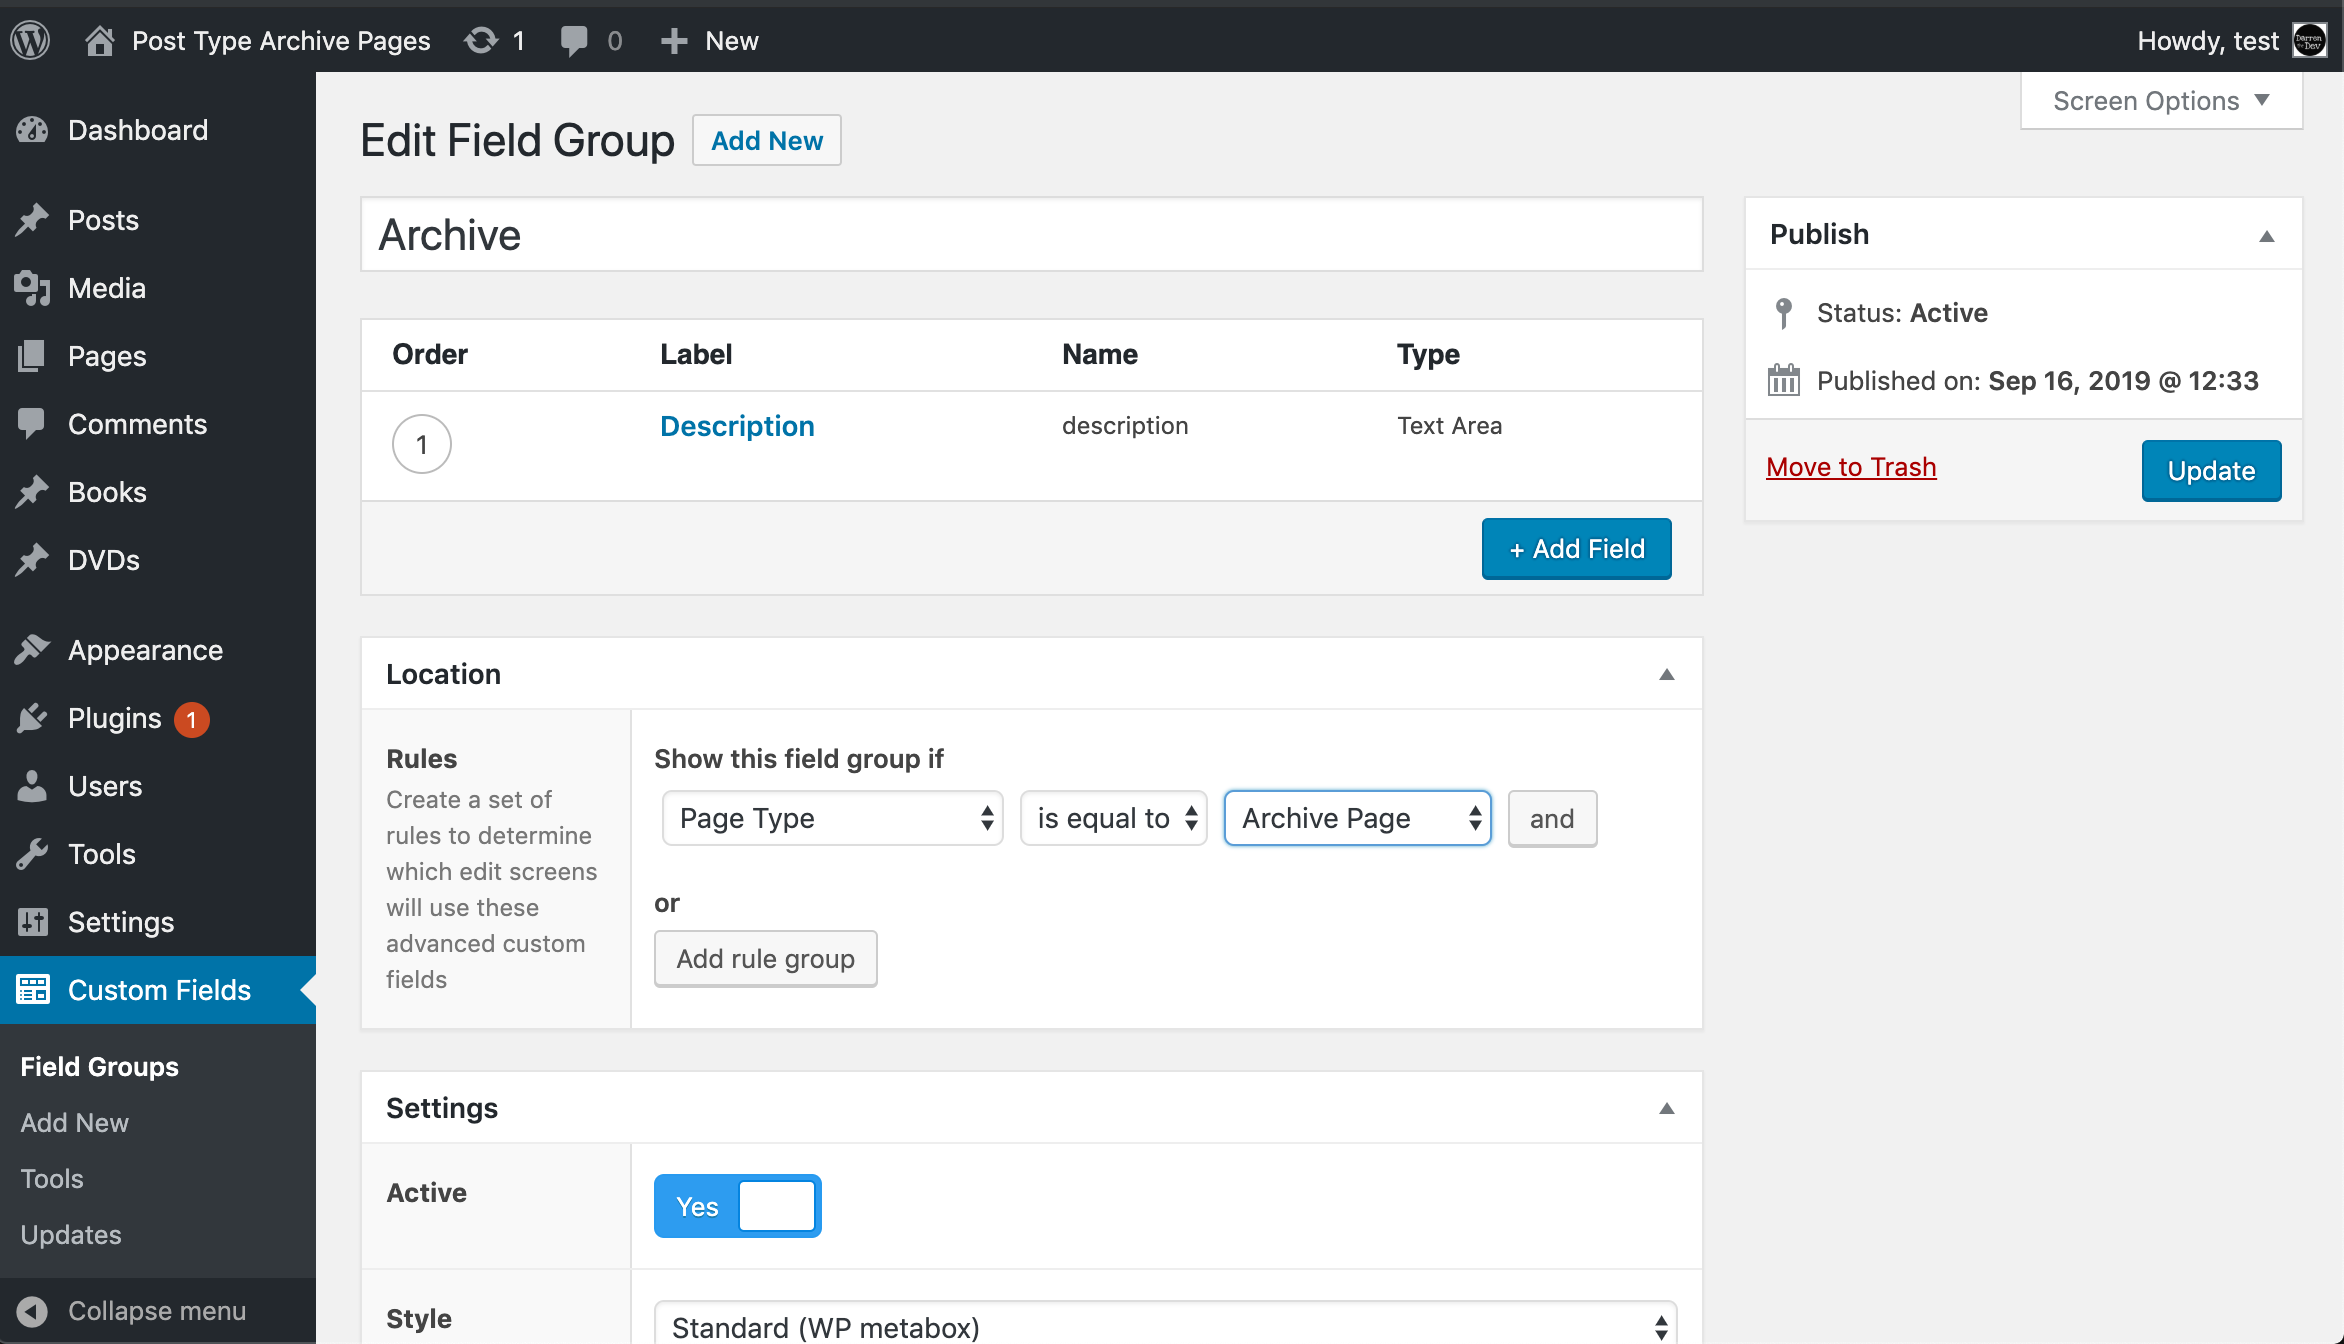 Post Type Archive Pages 1 0 New Howdy, test Darren the Dev
Screen Options
Dashboard
Posts
Media
Pages
Comments
Books
DVDs
Appearance
Plugins 1
Users
Tools
Settings
Custom Fields
Field Groups
Add New
Tools
Updates
Collapse menu
Edit Field Group Add New
Archive
Order Label Name Type
1 Description description Text Area
+ Add Field
Location
Rules
Create a set of
rules to determine
which edit screens
will use these
advanced custom
fields
Show this field group if
Page Type is equal to Archive Page and
or
Add rule group
Settings
Active
Yes
Style
Standard (WP metabox)
Publish
Status: Active
Published on: Sep 16, 2019 @ 12:33
Move to Trash Update